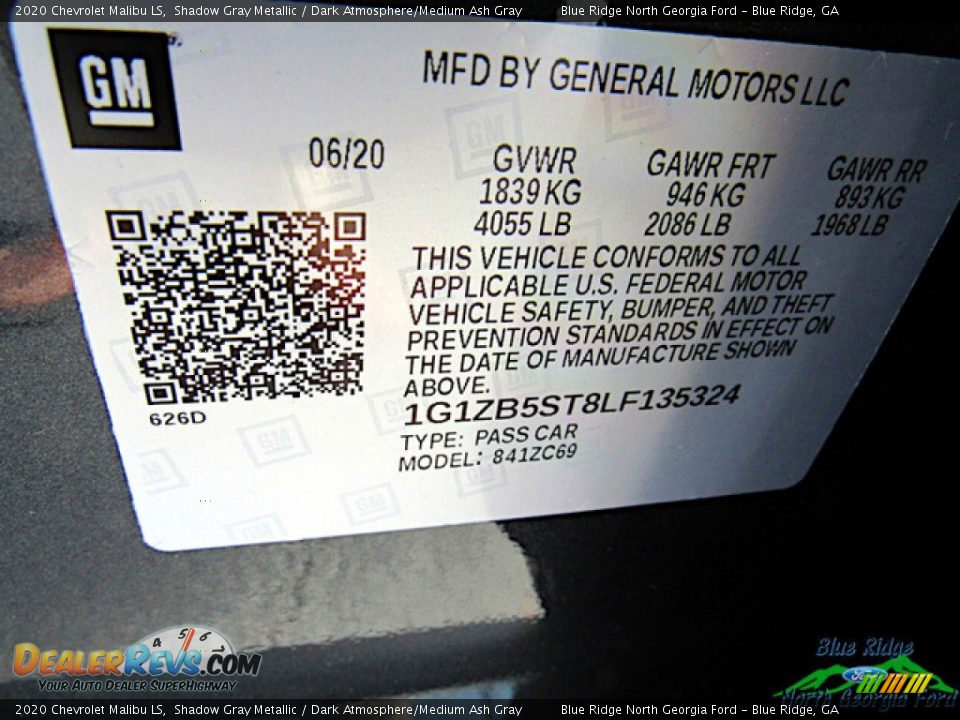 2020 Chevrolet Malibu LS, Shadow Gray Metallic / Dark Atmosphere/Medium Ash Gray Blue Ridge North Georgia Ford - Blue Ridge, GA
GM
MFD BY GENERAL MOTORS LLC
06/20
GVWR GAWR FRT GAWR RR
1839 KG 946 KG 893 KG
4055 LB 2086 LB 1968 LB
THIS VEHICLE CONFORMS TO ALL
APPLICABLE U.S. FEDERAL MOTOR
VEHICLE SAFETY, BUMPER, AND THEFT
PREVENTION STANDARDS IN EFFECT ON
THE DATE OF MANUFACTURE SHOWN
ABOVE.
626D
1G1ZB5ST8LF135324
TYPE: PASS CAR
MODEL: 841ZC69
4 5 6 7
DEALERREVS.COM
YOUR AUTO DEALER SUPERHIGHWAY
Blue Ridge
Ford
North Georgia Ford
2020 Chevrolet Malibu LS, Shadow Gray Metallic / Dark Atmosphere/Medium Ash Gray Blue Ridge North Georgia Ford - Blue Ridge, GA